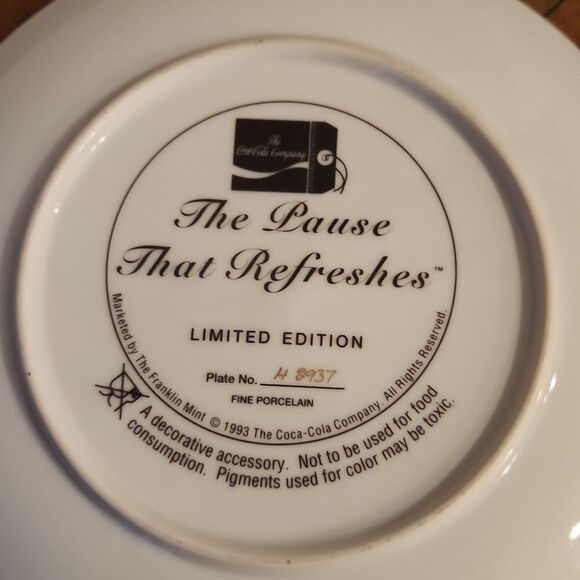 The
Coca-Cola Company
The Pause
That Refreshes™
LIMITED EDITION
Plate No. H 8937
FINE PORCELAIN
Marketed by The Franklin Mint © 1993 The Coca-Cola Company. All Rights Reserved.
A decorative accessory. Not to be used for food
consumption. Pigments used for color may be toxic.